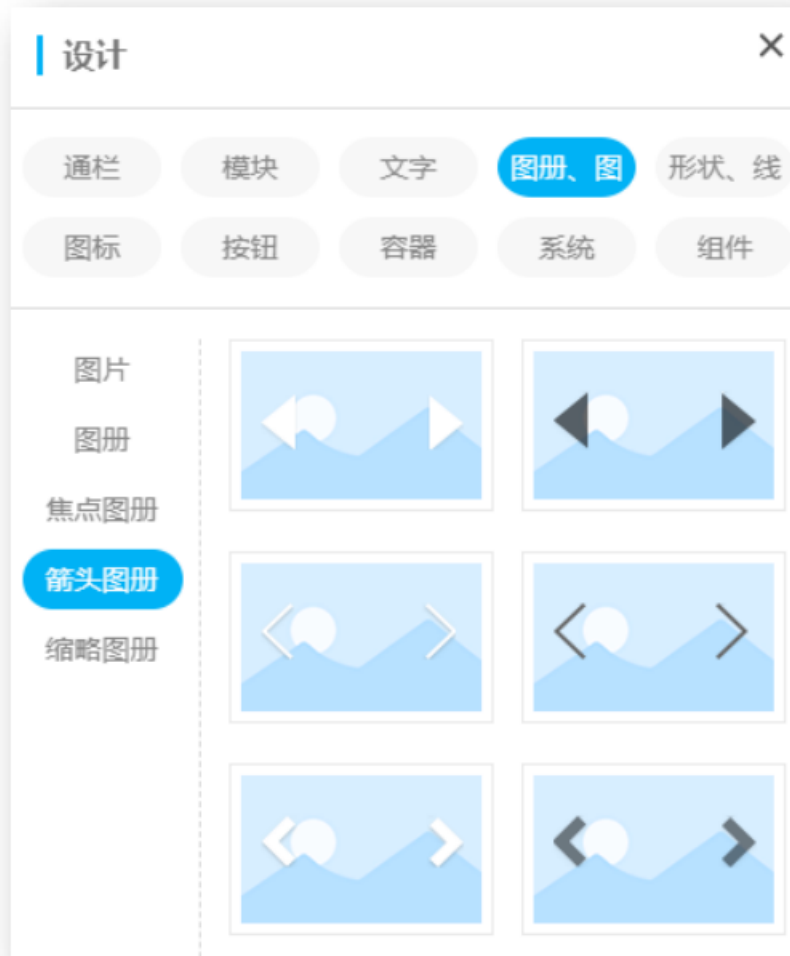 设计
通栏 模块 文字 图册、图 形状、线
图标 按钮 容器 系统 组件
图片
图册
焦点图册
箭头图册
缩略图册